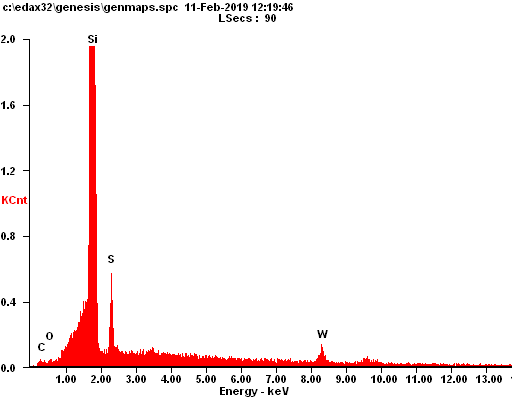 c:\edax32\genesis\genmaps.spc 11-Feb-2019 12:19:46
LSecs : 90
2.0
Si
1.6
1.2
KCnt
0.8
S
0.4
W
O
C
0.0
1.00 2.00 3.00 4.00 5.00 6.00 7.00 8.00 9.00 10.00 11.00 12.00 13.00
Energy - keV